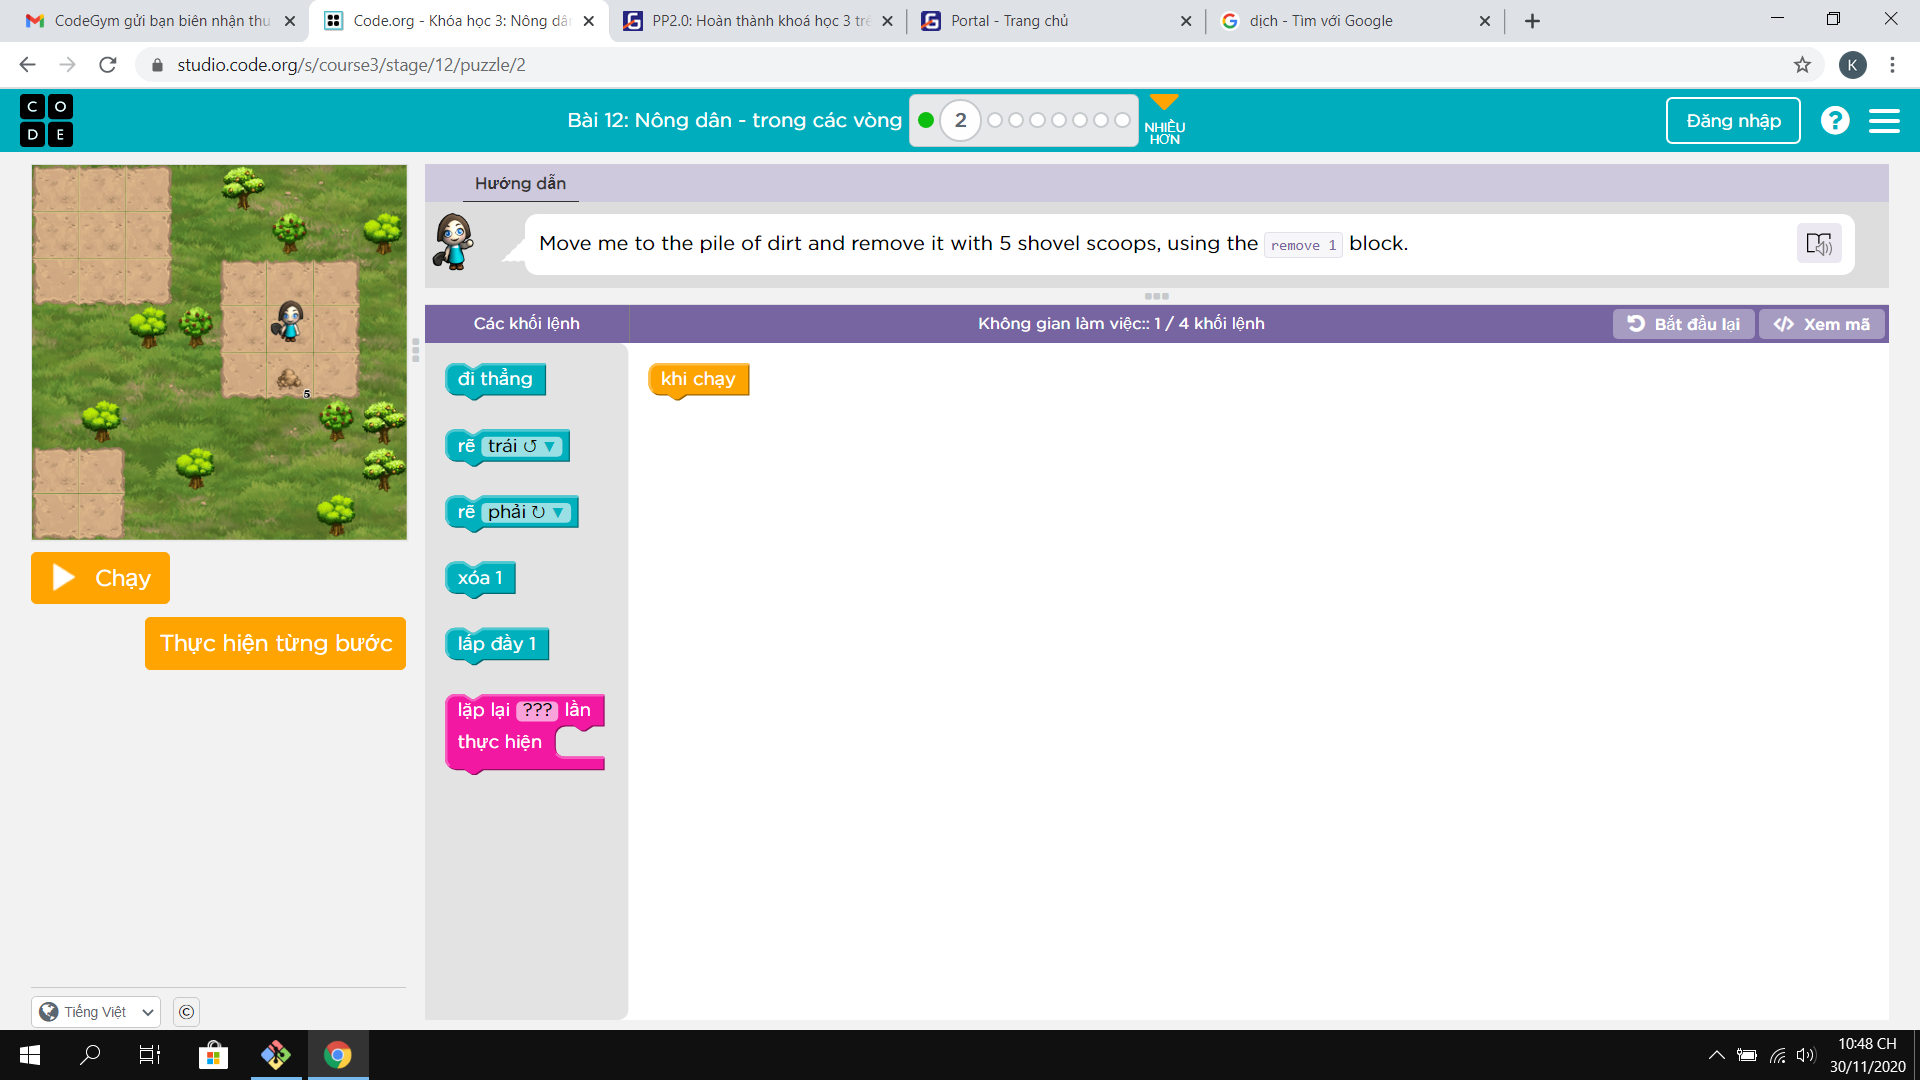 CodeGym gửi bạn biên nhận thu
Code.org - Khóa học 3: Nông dâ
PP2.0: Hoàn thành khoá học 3 trê
Portal - Trang chủ
dịch - Tìm với Google
studio.code.org/s/course3/stage/12/puzzle/2
K
C O
D E
Bài 12: Nông dân - trong các vòng
2
NHIỀU
HƠN
Đăng nhập
?
Hướng dẫn
Move me to the pile of dirt and remove it with 5 shovel scoops, using the remove 1 block.
5
Các khối lệnh
Không gian làm việc:: 1 / 4 khối lệnh
Bắt đầu lại
</> Xem mã
đi thẳng
khi chạy
rẽ trái ↺ ▼
rẽ phải ↻ ▼
xóa 1
lấp đầy 1
lặp lại ??? lần
thực hiện
Chạy
Thực hiện từng bước
Tiếng Việt
©
10:48 CH
30/11/2020